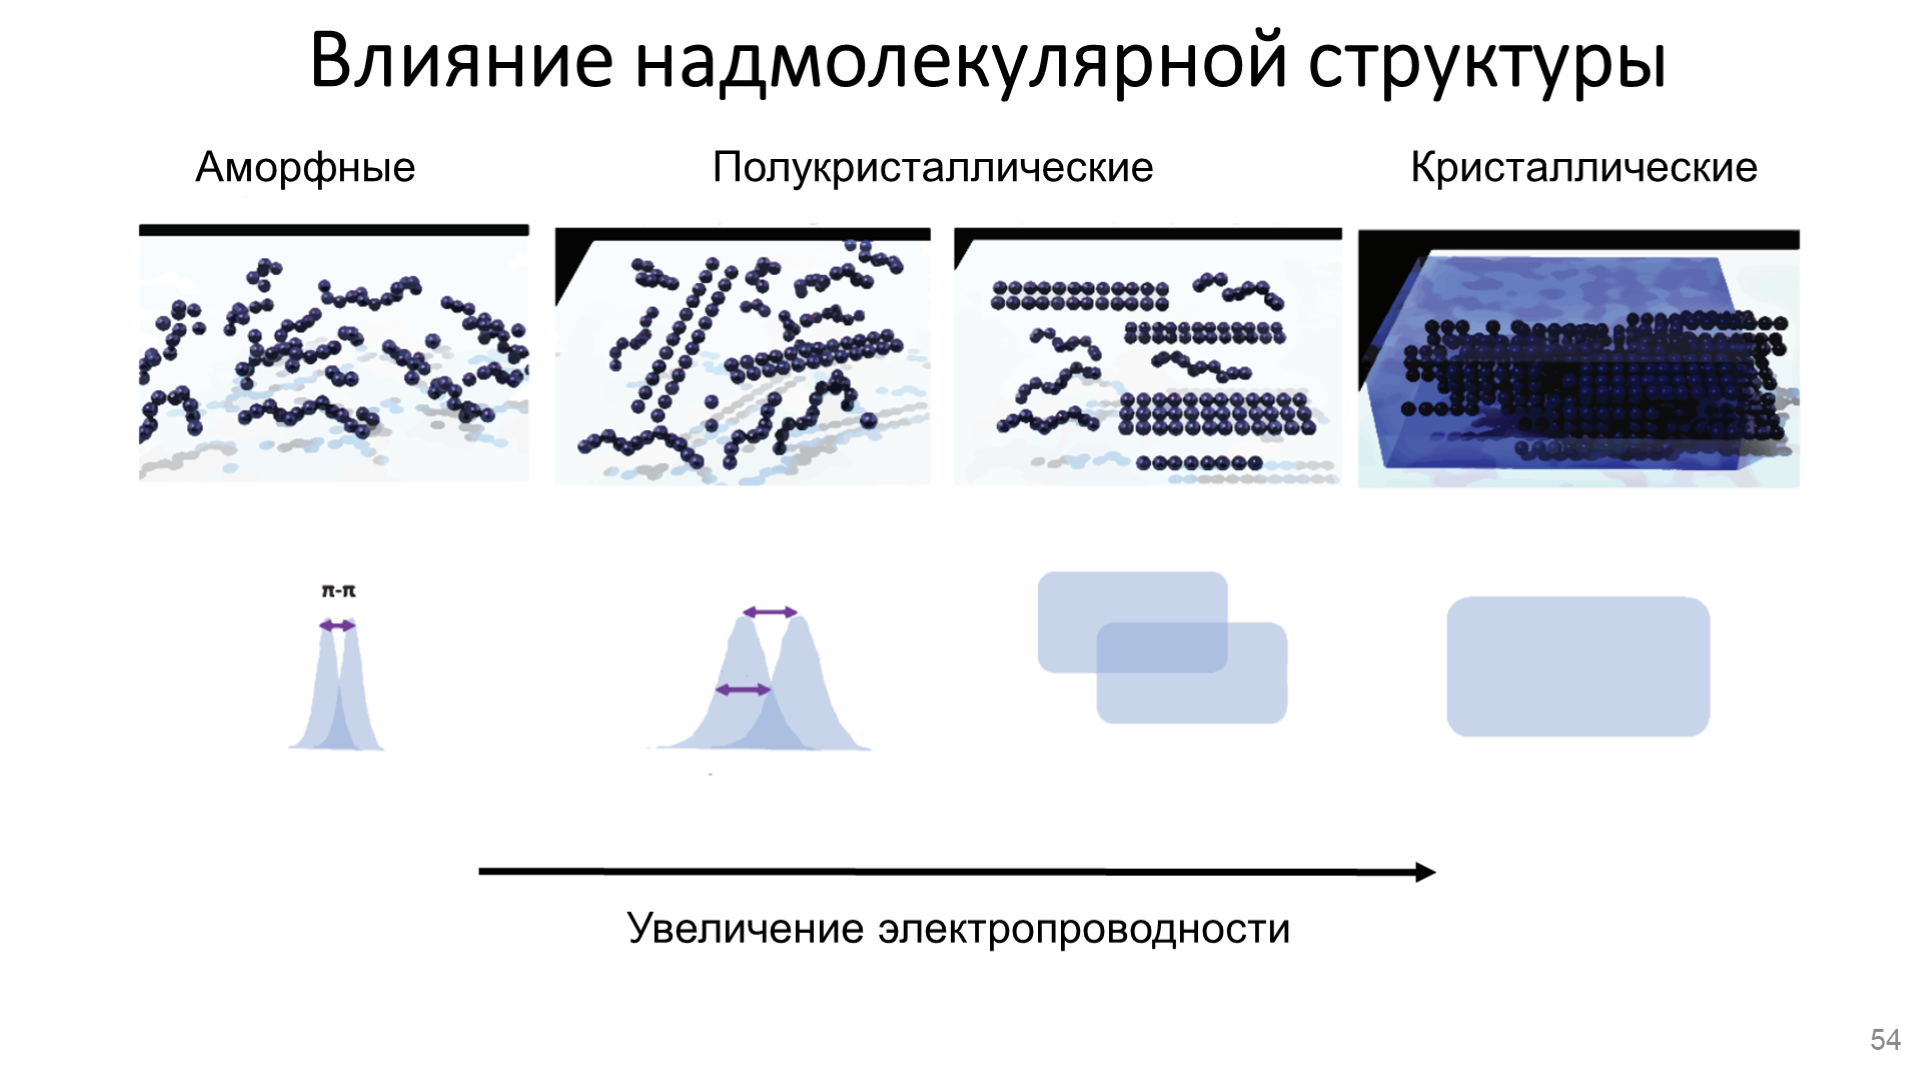 Влияние надмолекулярной структуры
Аморфные
Полукристаллические
Кристаллические
π-π
Увеличение электропроводности
54